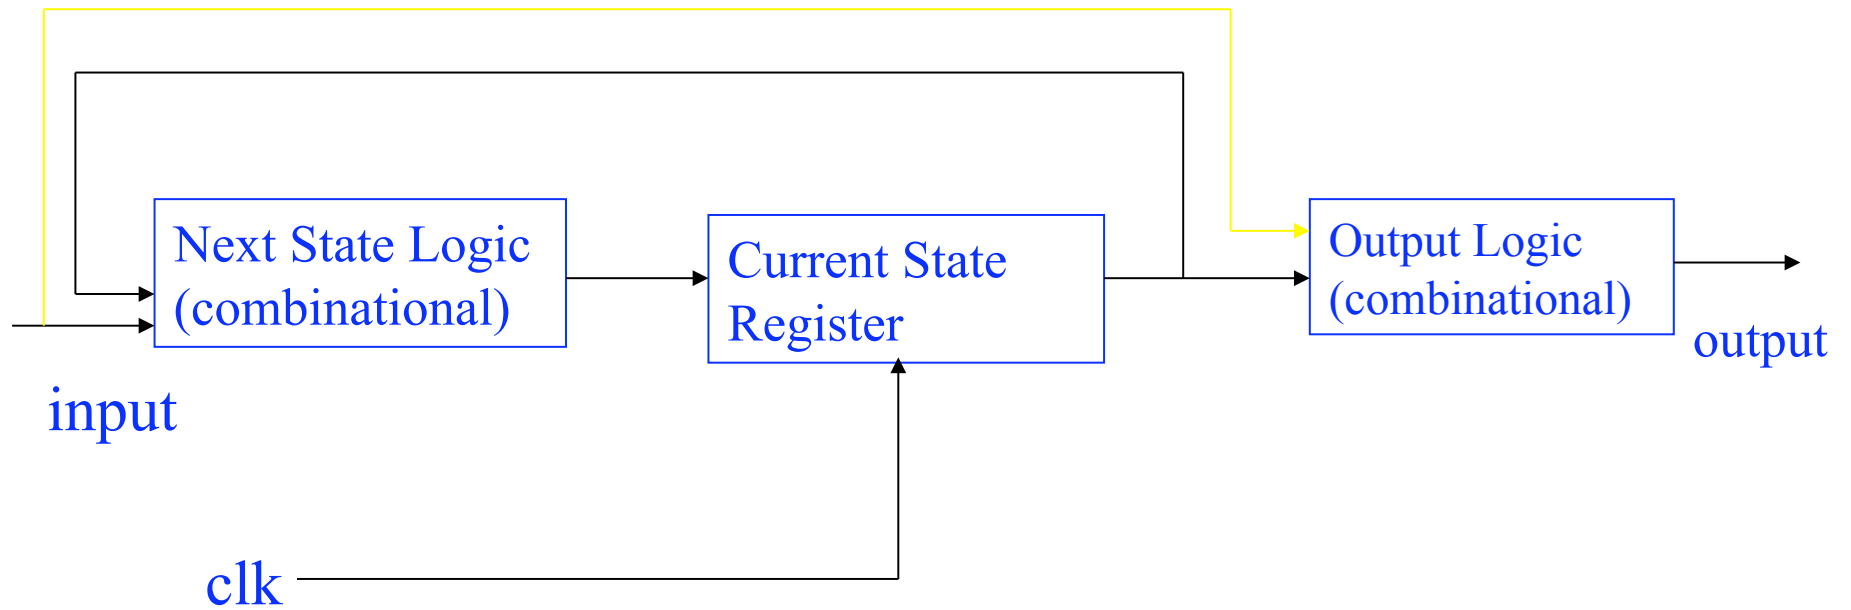 Next State Logic
(combinational)
Current State
Register
Output Logic
(combinational)
output
input
clk